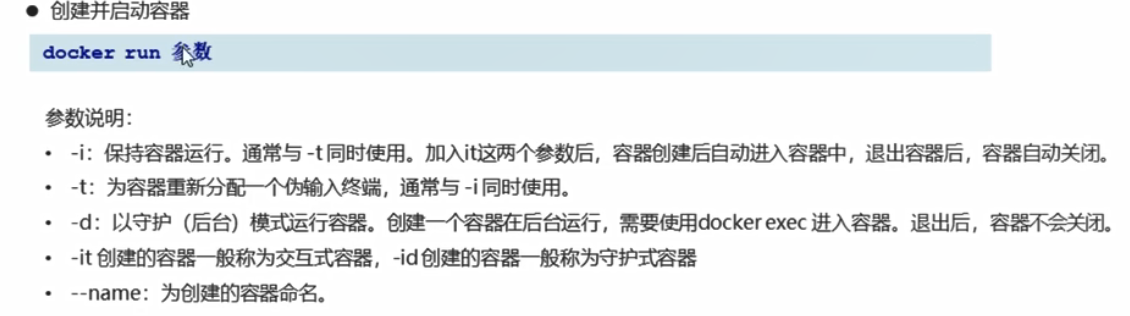 ● 创建并启动容器
docker run 参数
参数说明：
• -i：保持容器运行。通常与 -t 同时使用。加入it这两个参数后，容器创建后自动进入容器中，退出容器后，容器自动关闭。
• -t：为容器重新分配一个伪输入终端，通常与 -i 同时使用。
• -d：以守护（后台）模式运行容器。创建一个容器在后台运行，需要使用docker exec 进入容器。退出后，容器不会关闭。
• -it 创建的容器一般称为交互式容器，-id 创建的容器一般称为守护式容器
• --name：为创建的容器命名。